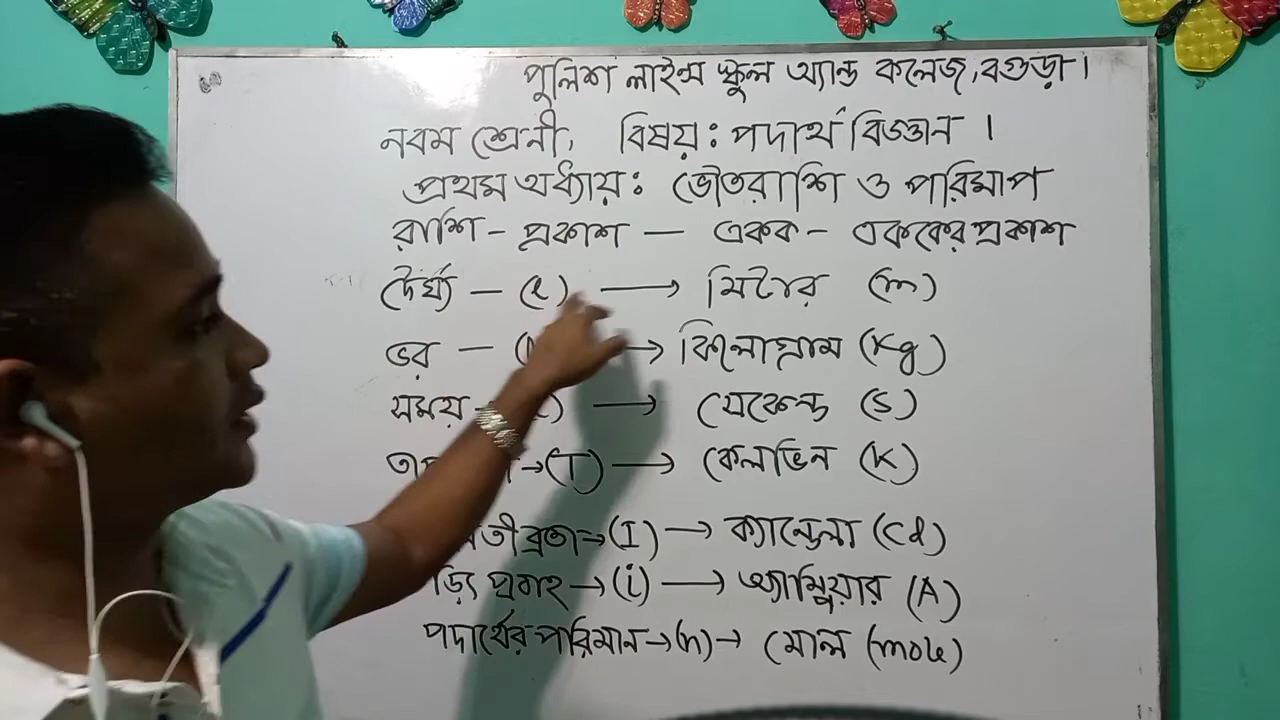 পুলিশ লাইন্স স্কুল অ্যান্ড কলেজ, বগুড়া।
নবম শ্রেনী, বিষয়ঃ পদার্থ বিজ্ঞান ।
প্রথম অধ্যায়ঃ ভৌতরাশি ও পরিমাপ
রাশি - প্রকাশ — একক - এককের প্রকাশ
দৈর্ঘ্য — (l) → মিটার (m)
ভর — → কিলোগ্রাম (Kg)
সময় → সেকেন্ড (S)
→ (T) → কেলভিন (K)
→ (I) → ক্যান্ডেলা (Cd)
প্রবাহ → (i) → অ্যাম্পিয়ার (A)
পদার্থের পরিমান → (n) → মোল (mole)